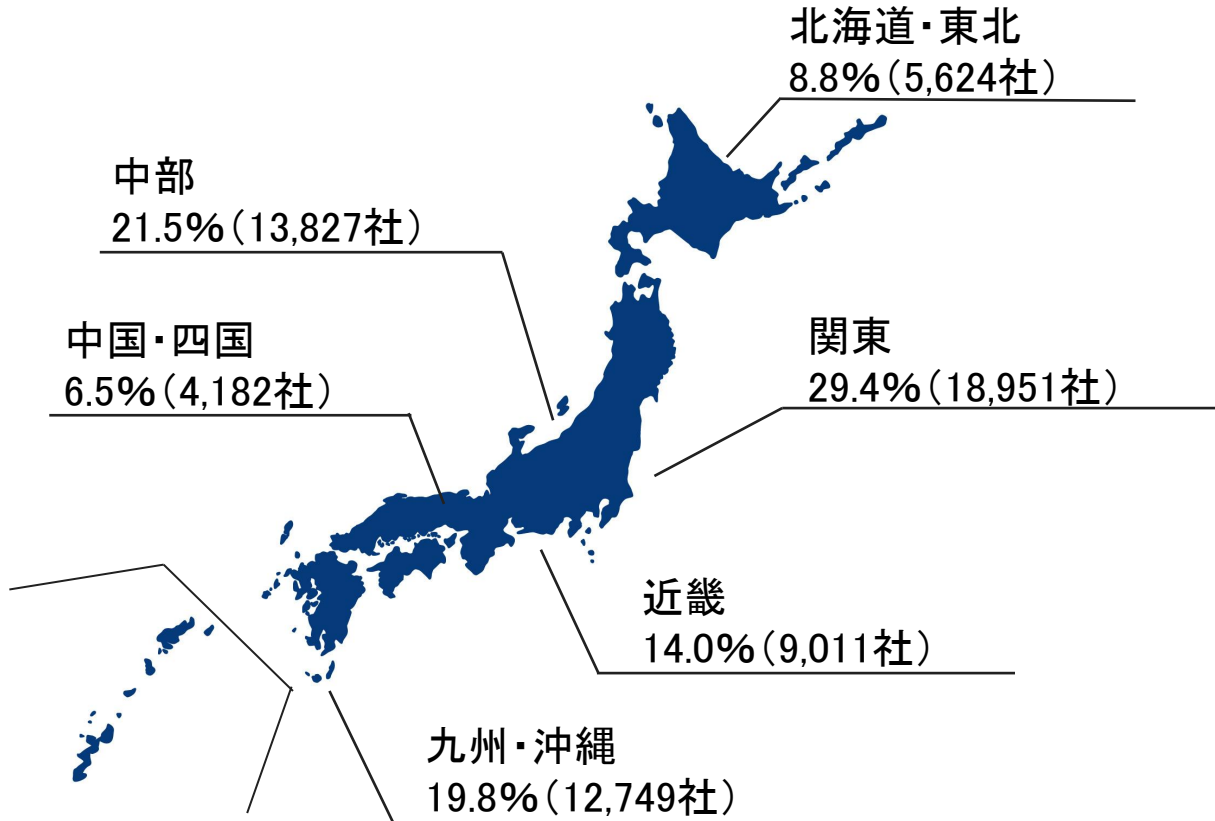 北海道・東北
8.8%（5,624社）
中部
21.5%（13,827社）
中国・四国
6.5%（4,182社）
関東
29.4%（18,951社）
近畿
14.0%（9,011社）
九州・沖縄
19.8%（12,749社）